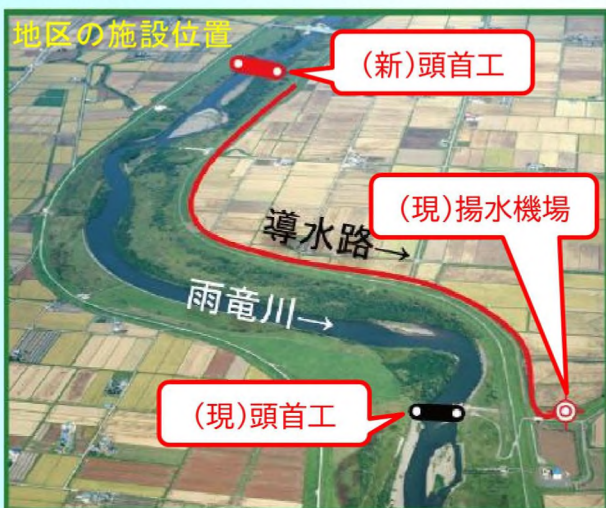 地区の施設位置
(新)頭首工
(現)揚水機場
導水路→
雨竜川→
(現)頭首工